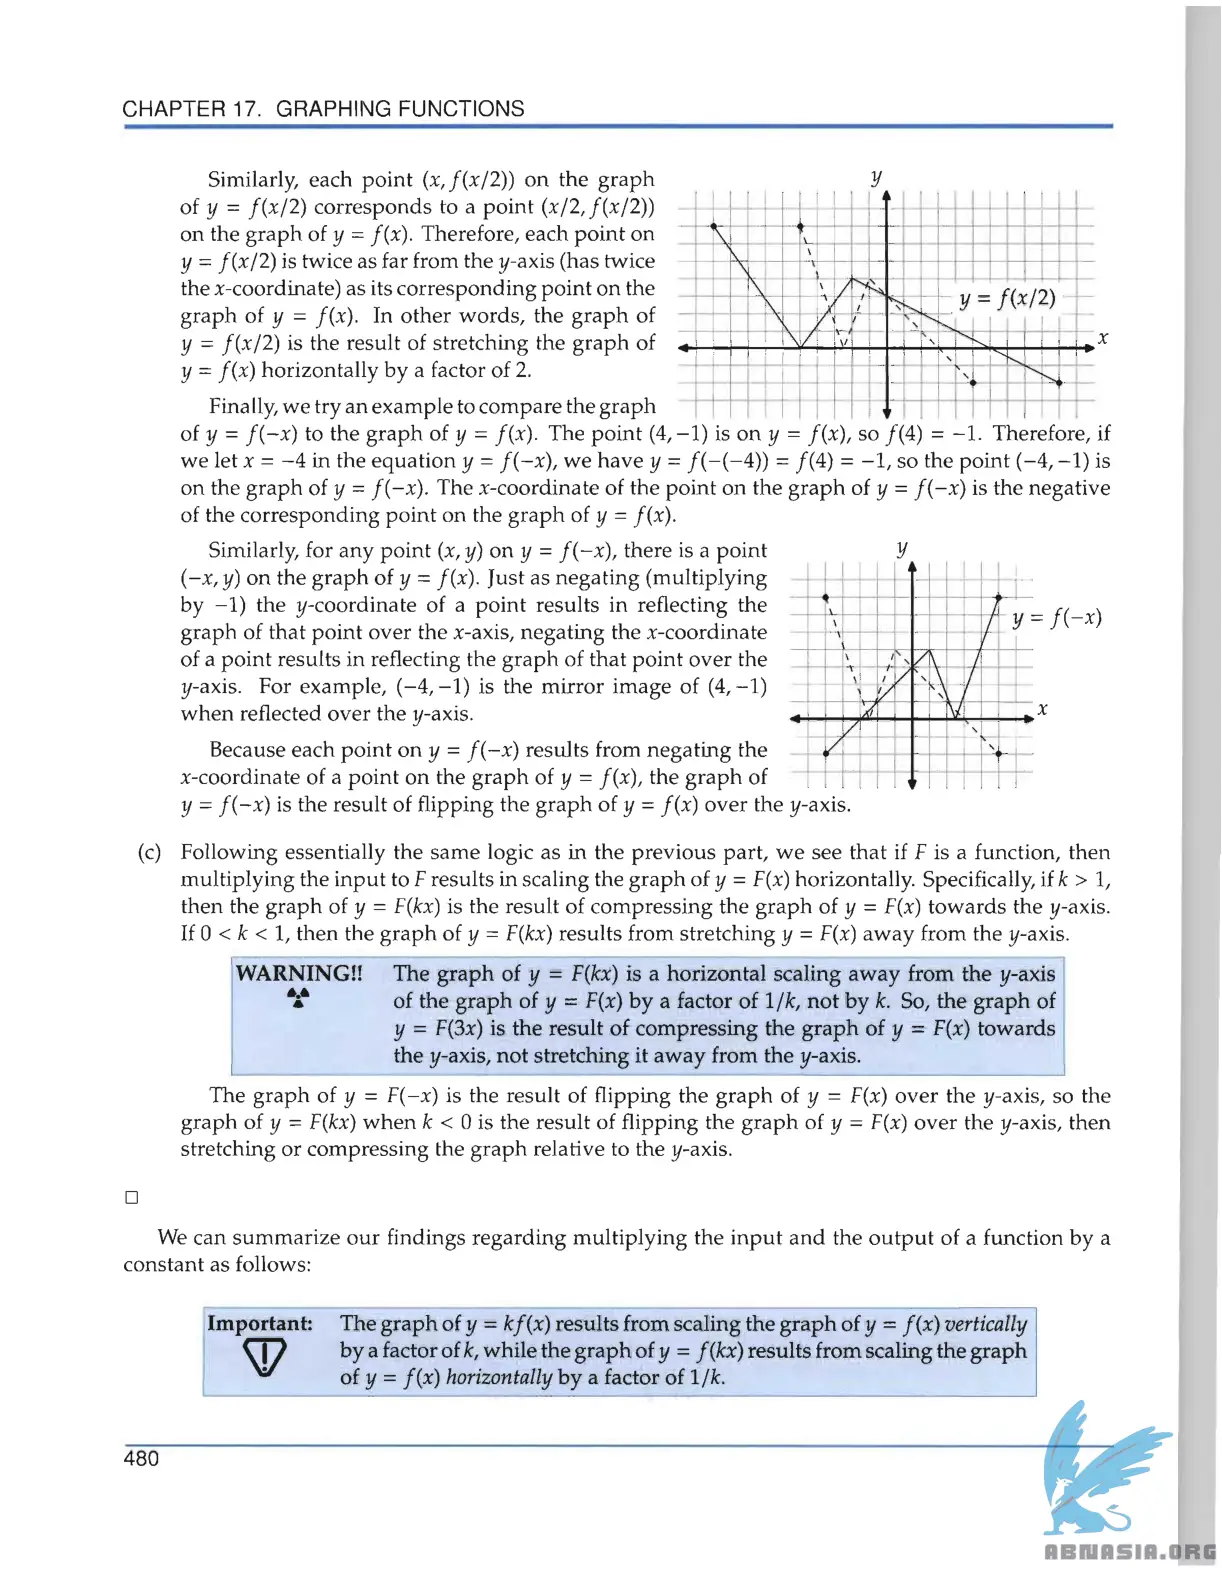 CHAPTER 17. GRAPHING FUNCTIONS
Similarly, each point (x, f(x/2)) on the graph
of y = f(x/2) corresponds to a point (x/2, f(x/2))
on the graph of y = f(x). Therefore, each point on
y = f(x/2) is twice as far from the y-axis (has twice
the x-coordinate) as its corresponding point on the
graph of y = f(x). In other words, the graph of
y = f(x/2) is the result of stretching the graph of
y = f(x) horizontally by a factor of 2.
y
y = f(x/2)
x
Finally, we try an example to compare the graph
of y = f(−x) to the graph of y = f(x). The point (4, −1) is on y = f(x), so f(4) = −1. Therefore, if
we let x = −4 in the equation y = f(−x), we have y = f(−(−4)) = f(4) = −1, so the point (−4, −1) is
on the graph of y = f(−x). The x-coordinate of the point on the graph of y = f(−x) is the negative
of the corresponding point on the graph of y = f(x).
Similarly, for any point (x, y) on y = f(−x), there is a point
(−x, y) on the graph of y = f(x). Just as negating (multiplying
by −1) the y-coordinate of a point results in reflecting the
graph of that point over the x-axis, negating the x-coordinate
of a point results in reflecting the graph of that point over the
y-axis. For example, (−4, −1) is the mirror image of (4, −1)
when reflected over the y-axis.
y
y = f(−x)
x
Because each point on y = f(−x) results from negating the
x-coordinate of a point on the graph of y = f(x), the graph of
y = f(−x) is the result of flipping the graph of y = f(x) over the y-axis.
(c) Following essentially the same logic as in the previous part, we see that if F is a function, then
multiplying the input to F results in scaling the graph of y = F(x) horizontally. Specifically, if k > 1,
then the graph of y = F(kx) is the result of compressing the graph of y = F(x) towards the y-axis.
If 0 < k < 1, then the graph of y = F(kx) results from stretching y = F(x) away from the y-axis.
WARNING!! The graph of y = F(kx) is a horizontal scaling away from the y-axis
of the graph of y = F(x) by a factor of 1/k, not by k. So, the graph of
y = F(3x) is the result of compressing the graph of y = F(x) towards
the y-axis, not stretching it away from the y-axis.
The graph of y = F(−x) is the result of flipping the graph of y = F(x) over the y-axis, so the
graph of y = F(kx) when k < 0 is the result of flipping the graph of y = F(x) over the y-axis, then
stretching or compressing the graph relative to the y-axis.
□
We can summarize our findings regarding multiplying the input and the output of a function by a
constant as follows:
Important: The graph of y = kf(x) results from scaling the graph of y = f(x) vertically
by a factor of k, while the graph of y = f(kx) results from scaling the graph
of y = f(x) horizontally by a factor of 1/k.
480
ABNASIA.ORG